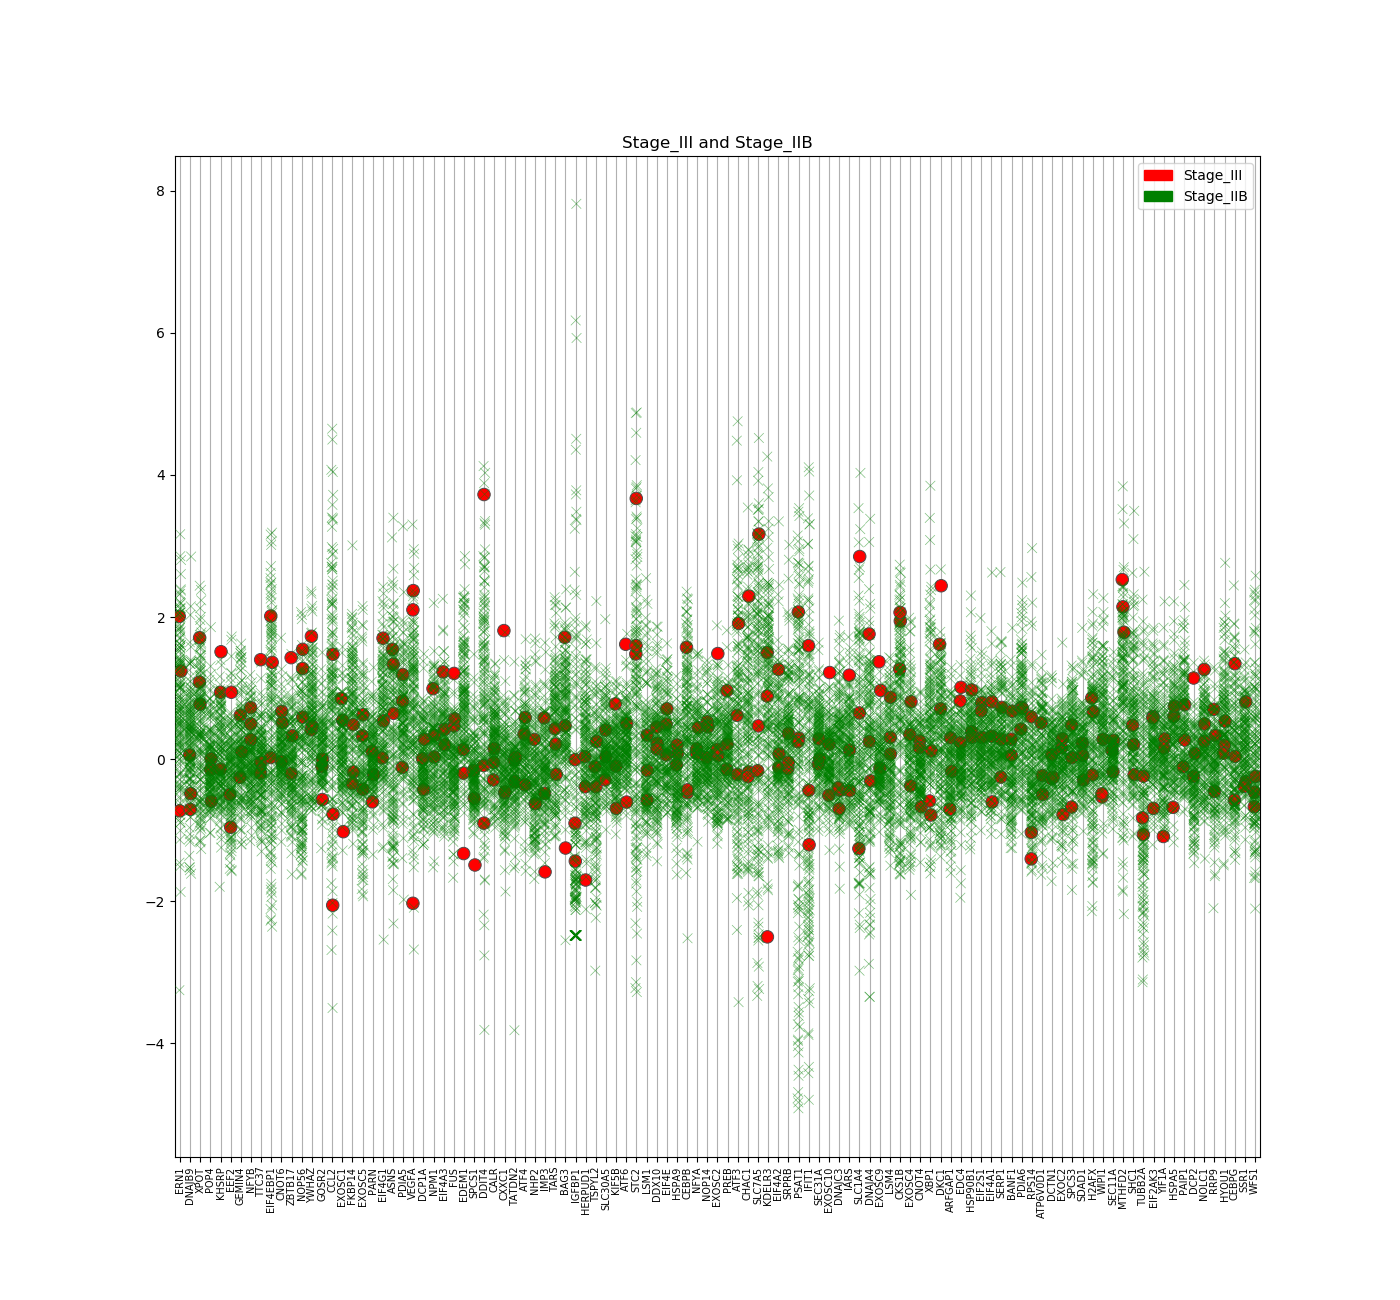 Stage_III and Stage_IIB
Stage_III
Stage_IIB
8
6
4
2
0
−2
−4
ERN1
DNAJB9
XPOT
POP4
KHSRP
EEF2
GEMIN4
NFYB
TTC37
EIF4EBP1
CNOT6
ZBTB17
NOP56
YWHAZ
GOSR2
CCL2
EXOSC1
FKBP14
EXOSC5
PARN
EIF4G1
ASNS
PDIA5
VEGFA
DCP1A
NPM1
EIF4A3
FUS
EDEM1
SPCS1
DDIT4
CALR
CXXC1
TATDN2
ATF4
NHP2
IMP3
TARS
BAG3
IGFBP1
HERPUD1
TSPYL2
SLC30A5
KIF5B
ATF6
STC2
LSM1
DDX10
EIF4E
HSPA9
CEBPB
NFYA
NOP14
EXOSC2
PREB
ATF3
CHAC1
SLC7A5
KDELR3
EIF4A2
SRPRB
PSAT1
IFIT1
SEC31A
EXOSC10
DNAJC3
IARS
SLC1A4
DNAJA4
EXOSC9
LSM4
CKS1B
EXOSC4
CNOT4
XBP1
DKC1
ARFGAP1
EDC4
HSP90B1
EIF2S1
EIF4A1
SERP1
BANF1
PDIA6
RPS14
ATP6V0D1
DCTN1
EXOC2
SPCS3
SDAD1
H2AFX
WIPI1
SEC11A
MTHFD2
SHC1
TUBB2A
EIF2AK3
YIF1A
HSPA5
PAIP1
DCP2
NOLC1
RRP9
HYOU1
CEBPG
SSR1
WFS1